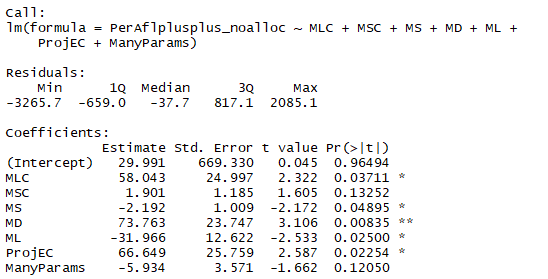 Call:
lm(formula = PerAflplusplus_noalloc ~ MLC + MSC + MS + MD + ML +
    ProjEC + ManyParams)
Residuals:
    Min      1Q  Median      3Q     Max
-3265.7  -659.0   -37.7   817.1  2085.1
Coefficients:
            Estimate Std. Error t value Pr(>|t|)
(Intercept)   29.991    669.330   0.045  0.96494
MLC           58.043     24.997   2.322  0.03711 *
MSC            1.901      1.185   1.605  0.13252
MS            -2.192      1.009  -2.172  0.04895 *
MD            73.763     23.747   3.106  0.00835 **
ML           -31.966     12.622  -2.533  0.02500 *
ProjEC        66.649     25.759   2.587  0.02254 *
ManyParams    -5.934      3.571  -1.662  0.12050